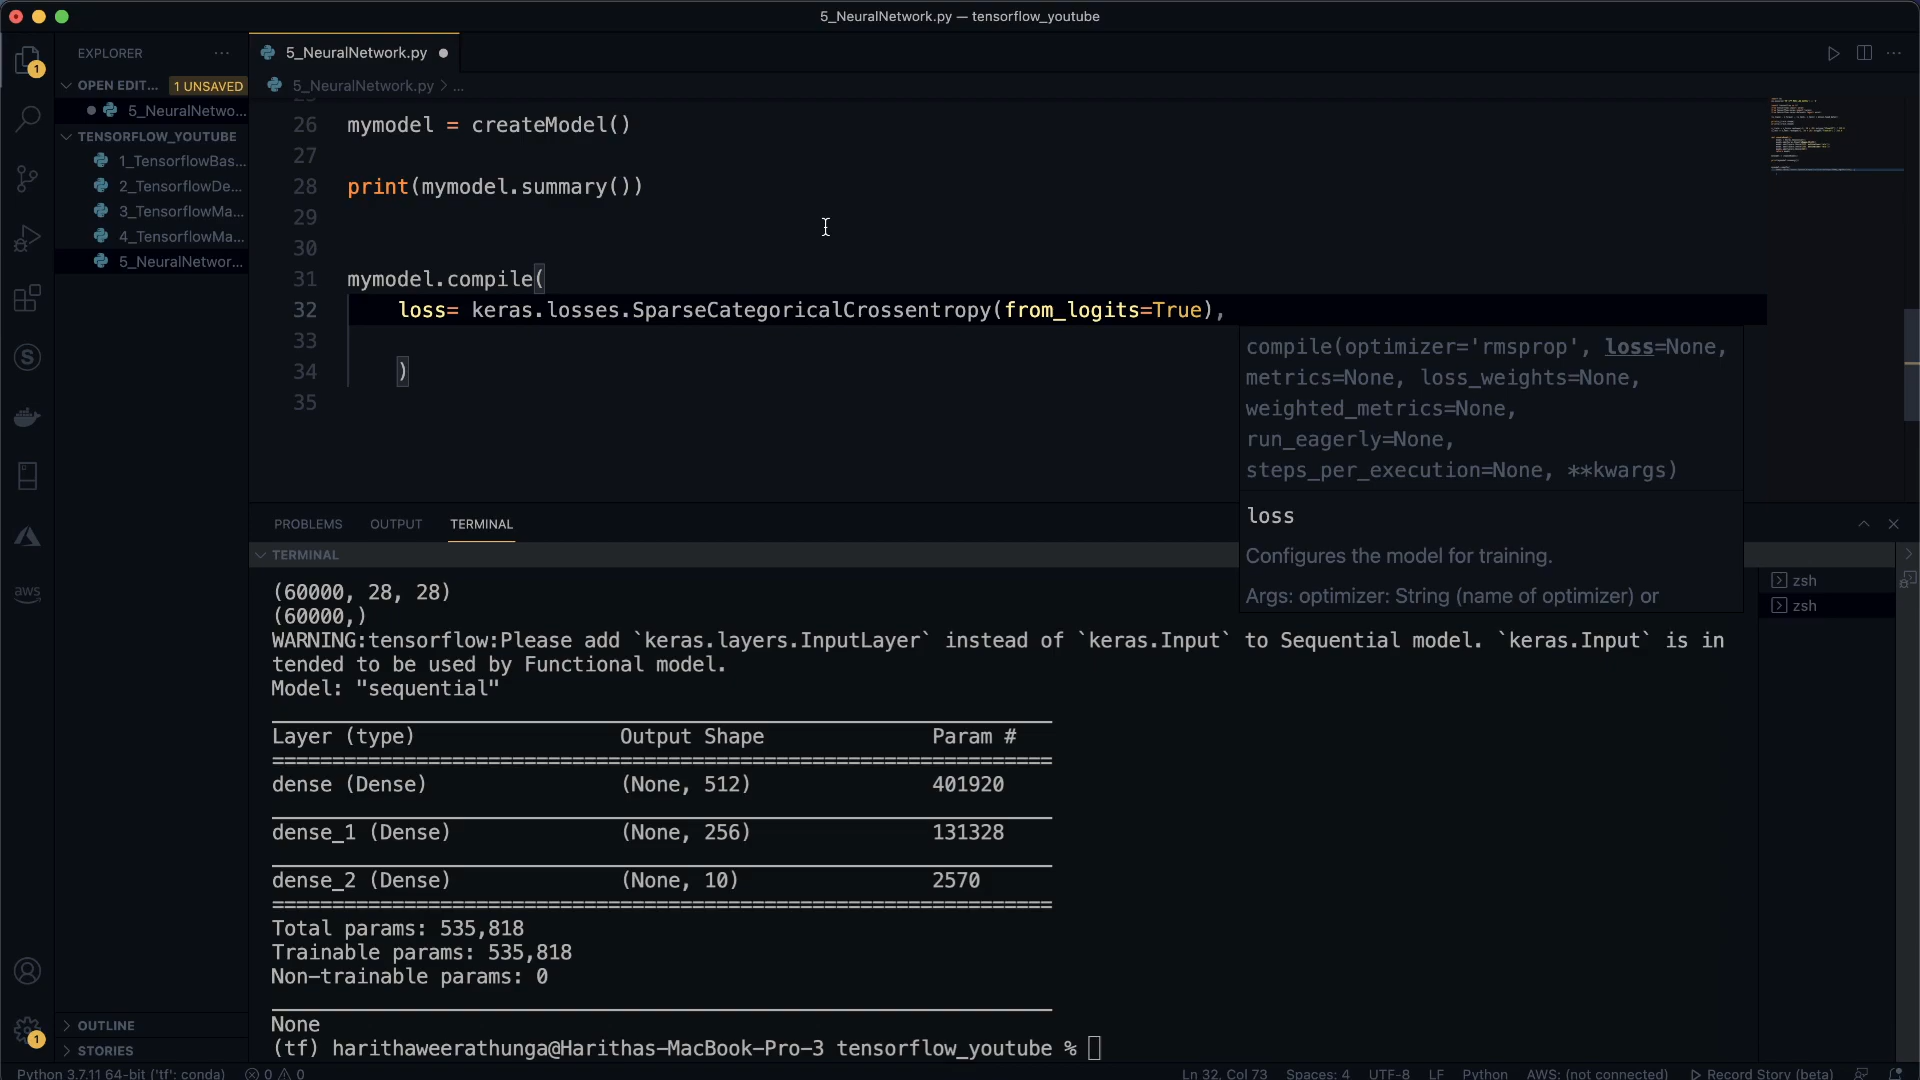 5_NeuralNetwork.py — tensorflow_youtube
EXPLORER
OPEN EDIT... 1 UNSAVED
5_NeuralNetwo...
TENSORFLOW_YOUTUBE
1_TensorflowBas...
2_TensorflowDe...
3_TensorflowMa...
4_TensorflowMa...
5_NeuralNetwor...
OUTLINE
STORIES
1
aws
1
5_NeuralNetwork.py
5_NeuralNetwork.py > ...
26 mymodel = createModel()
27
28 print(mymodel.summary())
29
30
31 mymodel.compile(
32 loss= keras.losses.SparseCategoricalCrossentropy(from_logits=True),
33
34 )
35
compile(optimizer='rmsprop', loss=None,
metrics=None, loss_weights=None,
weighted_metrics=None,
run_eagerly=None,
steps_per_execution=None, **kwargs)
loss
Configures the model for training.
Args: optimizer: String (name of optimizer) or
PROBLEMS OUTPUT TERMINAL
TERMINAL
(60000, 28, 28)
(60000,)
WARNING:tensorflow:Please add `keras.layers.InputLayer` instead of `keras.Input` to Sequential model. `keras.Input` is in
tended to be used by Functional model.
Model: "sequential"
Layer (type) Output Shape Param #
=================================================================
dense (Dense) (None, 512) 401920
dense_1 (Dense) (None, 256) 131328
dense_2 (Dense) (None, 10) 2570
=================================================================
Total params: 535,818
Trainable params: 535,818
Non-trainable params: 0
None
(tf) harithaweerathunga@Harithas-MacBook-Pro-3 tensorflow_youtube %
zsh
zsh
Python 3.7.11 64-bit ('tf': conda) 0 0 Ln 32, Col 73 Spaces: 4 UTF-8 LF Python AWS: (not connected) Record Story (beta)